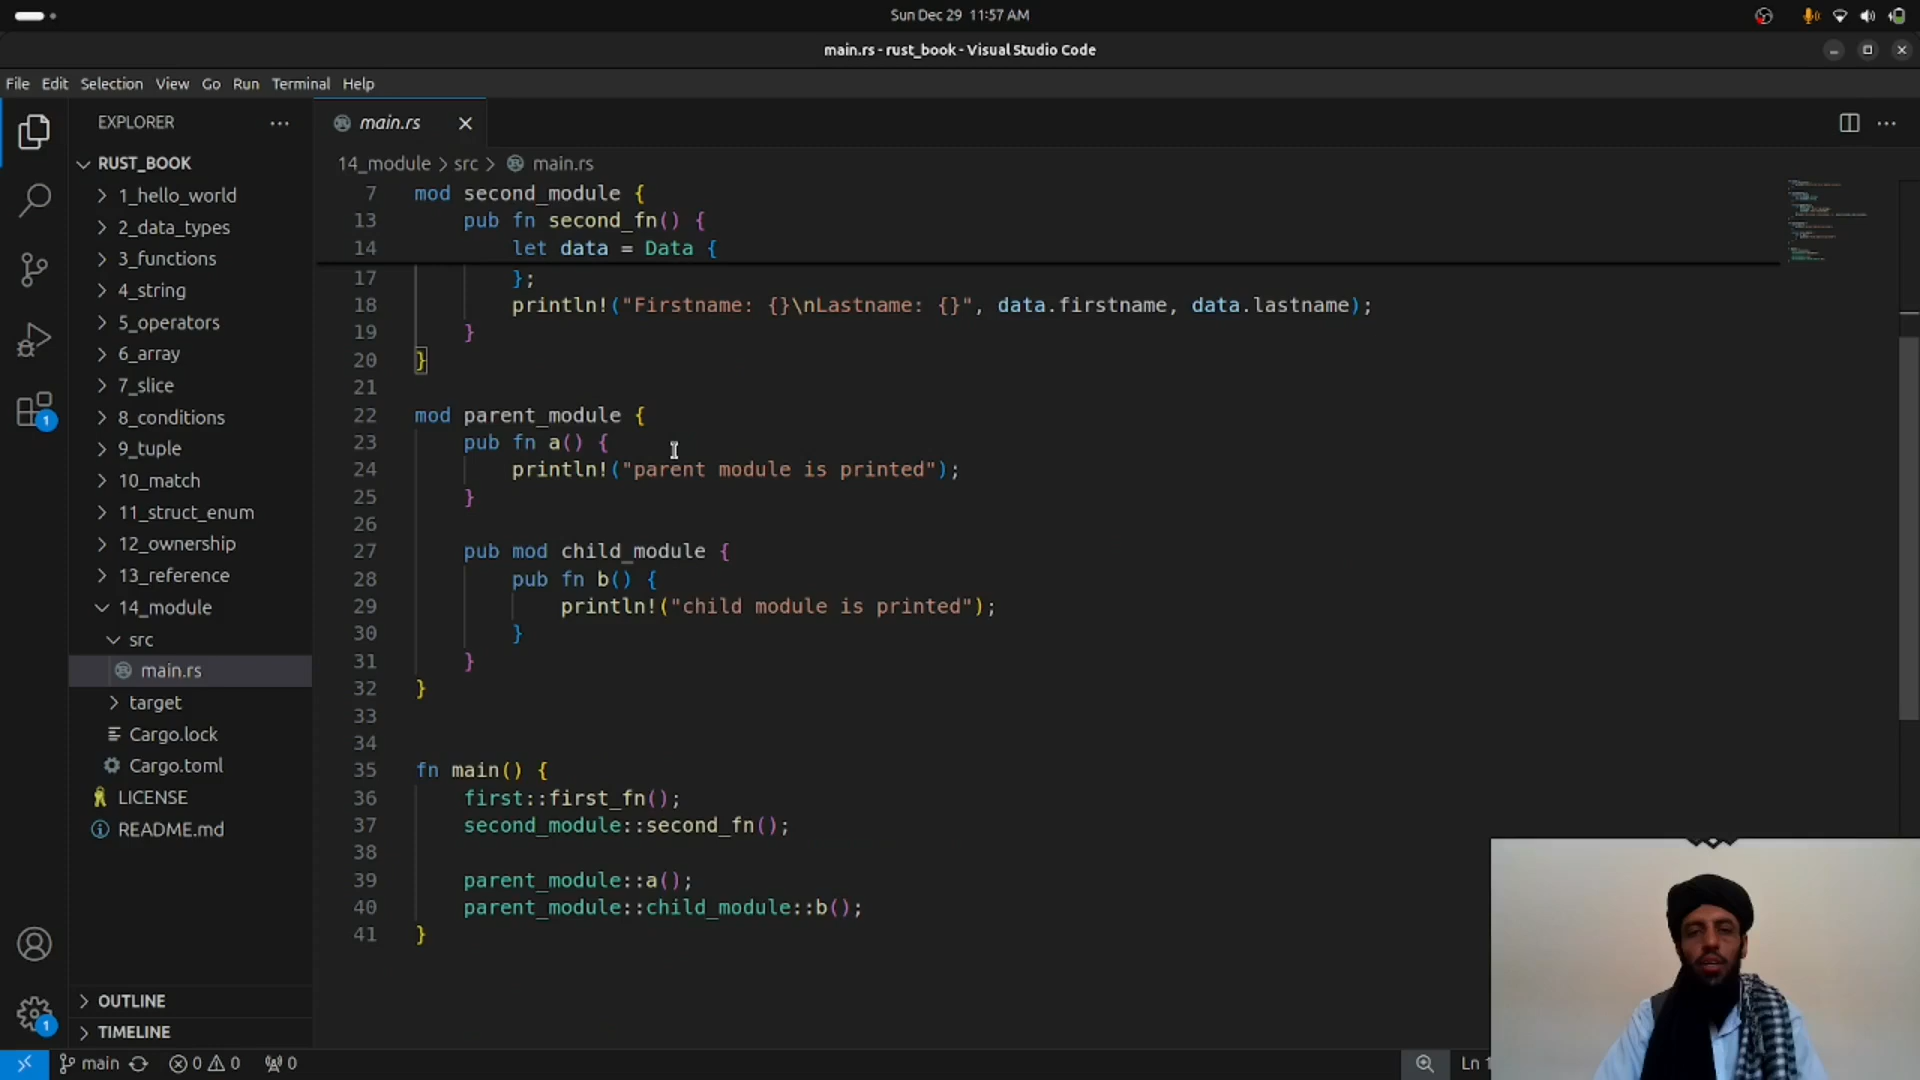 Sun Dec 29 11:57 AM
main.rs - rust_book - Visual Studio Code
File Edit Selection View Go Run Terminal Help
EXPLORER
main.rs
RUST_BOOK
14_module > src > main.rs
1_hello_world
2_data_types
3_functions
4_string
5_operators
6_array
7_slice
8_conditions
9_tuple
10_match
11_struct_enum
12_ownership
13_reference
14_module
src
main.rs
target
Cargo.lock
Cargo.toml
LICENSE
README.md
OUTLINE
TIMELINE
7 mod second_module {
13 pub fn second_fn() {
14 let data = Data {
17 };
18 println!("Firstname: {}\nLastname: {}", data.firstname, data.lastname);
19 }
20 }
21
22 mod parent_module {
23 pub fn a() {
24 println!("parent module is printed");
25 }
26
27 pub mod child_module {
28 pub fn b() {
29 println!("child module is printed");
30 }
31 }
32 }
33
34
35 fn main() {
36 first::first_fn();
37 second_module::second_fn();
38
39 parent_module::a();
40 parent_module::child_module::b();
41 }
1
1
main 0 0 0
Ln 1